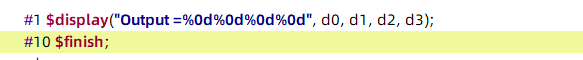 #1 $display("Output =%0d%0d%0d%0d", d0, d1, d2, d3);
#10 $finish;